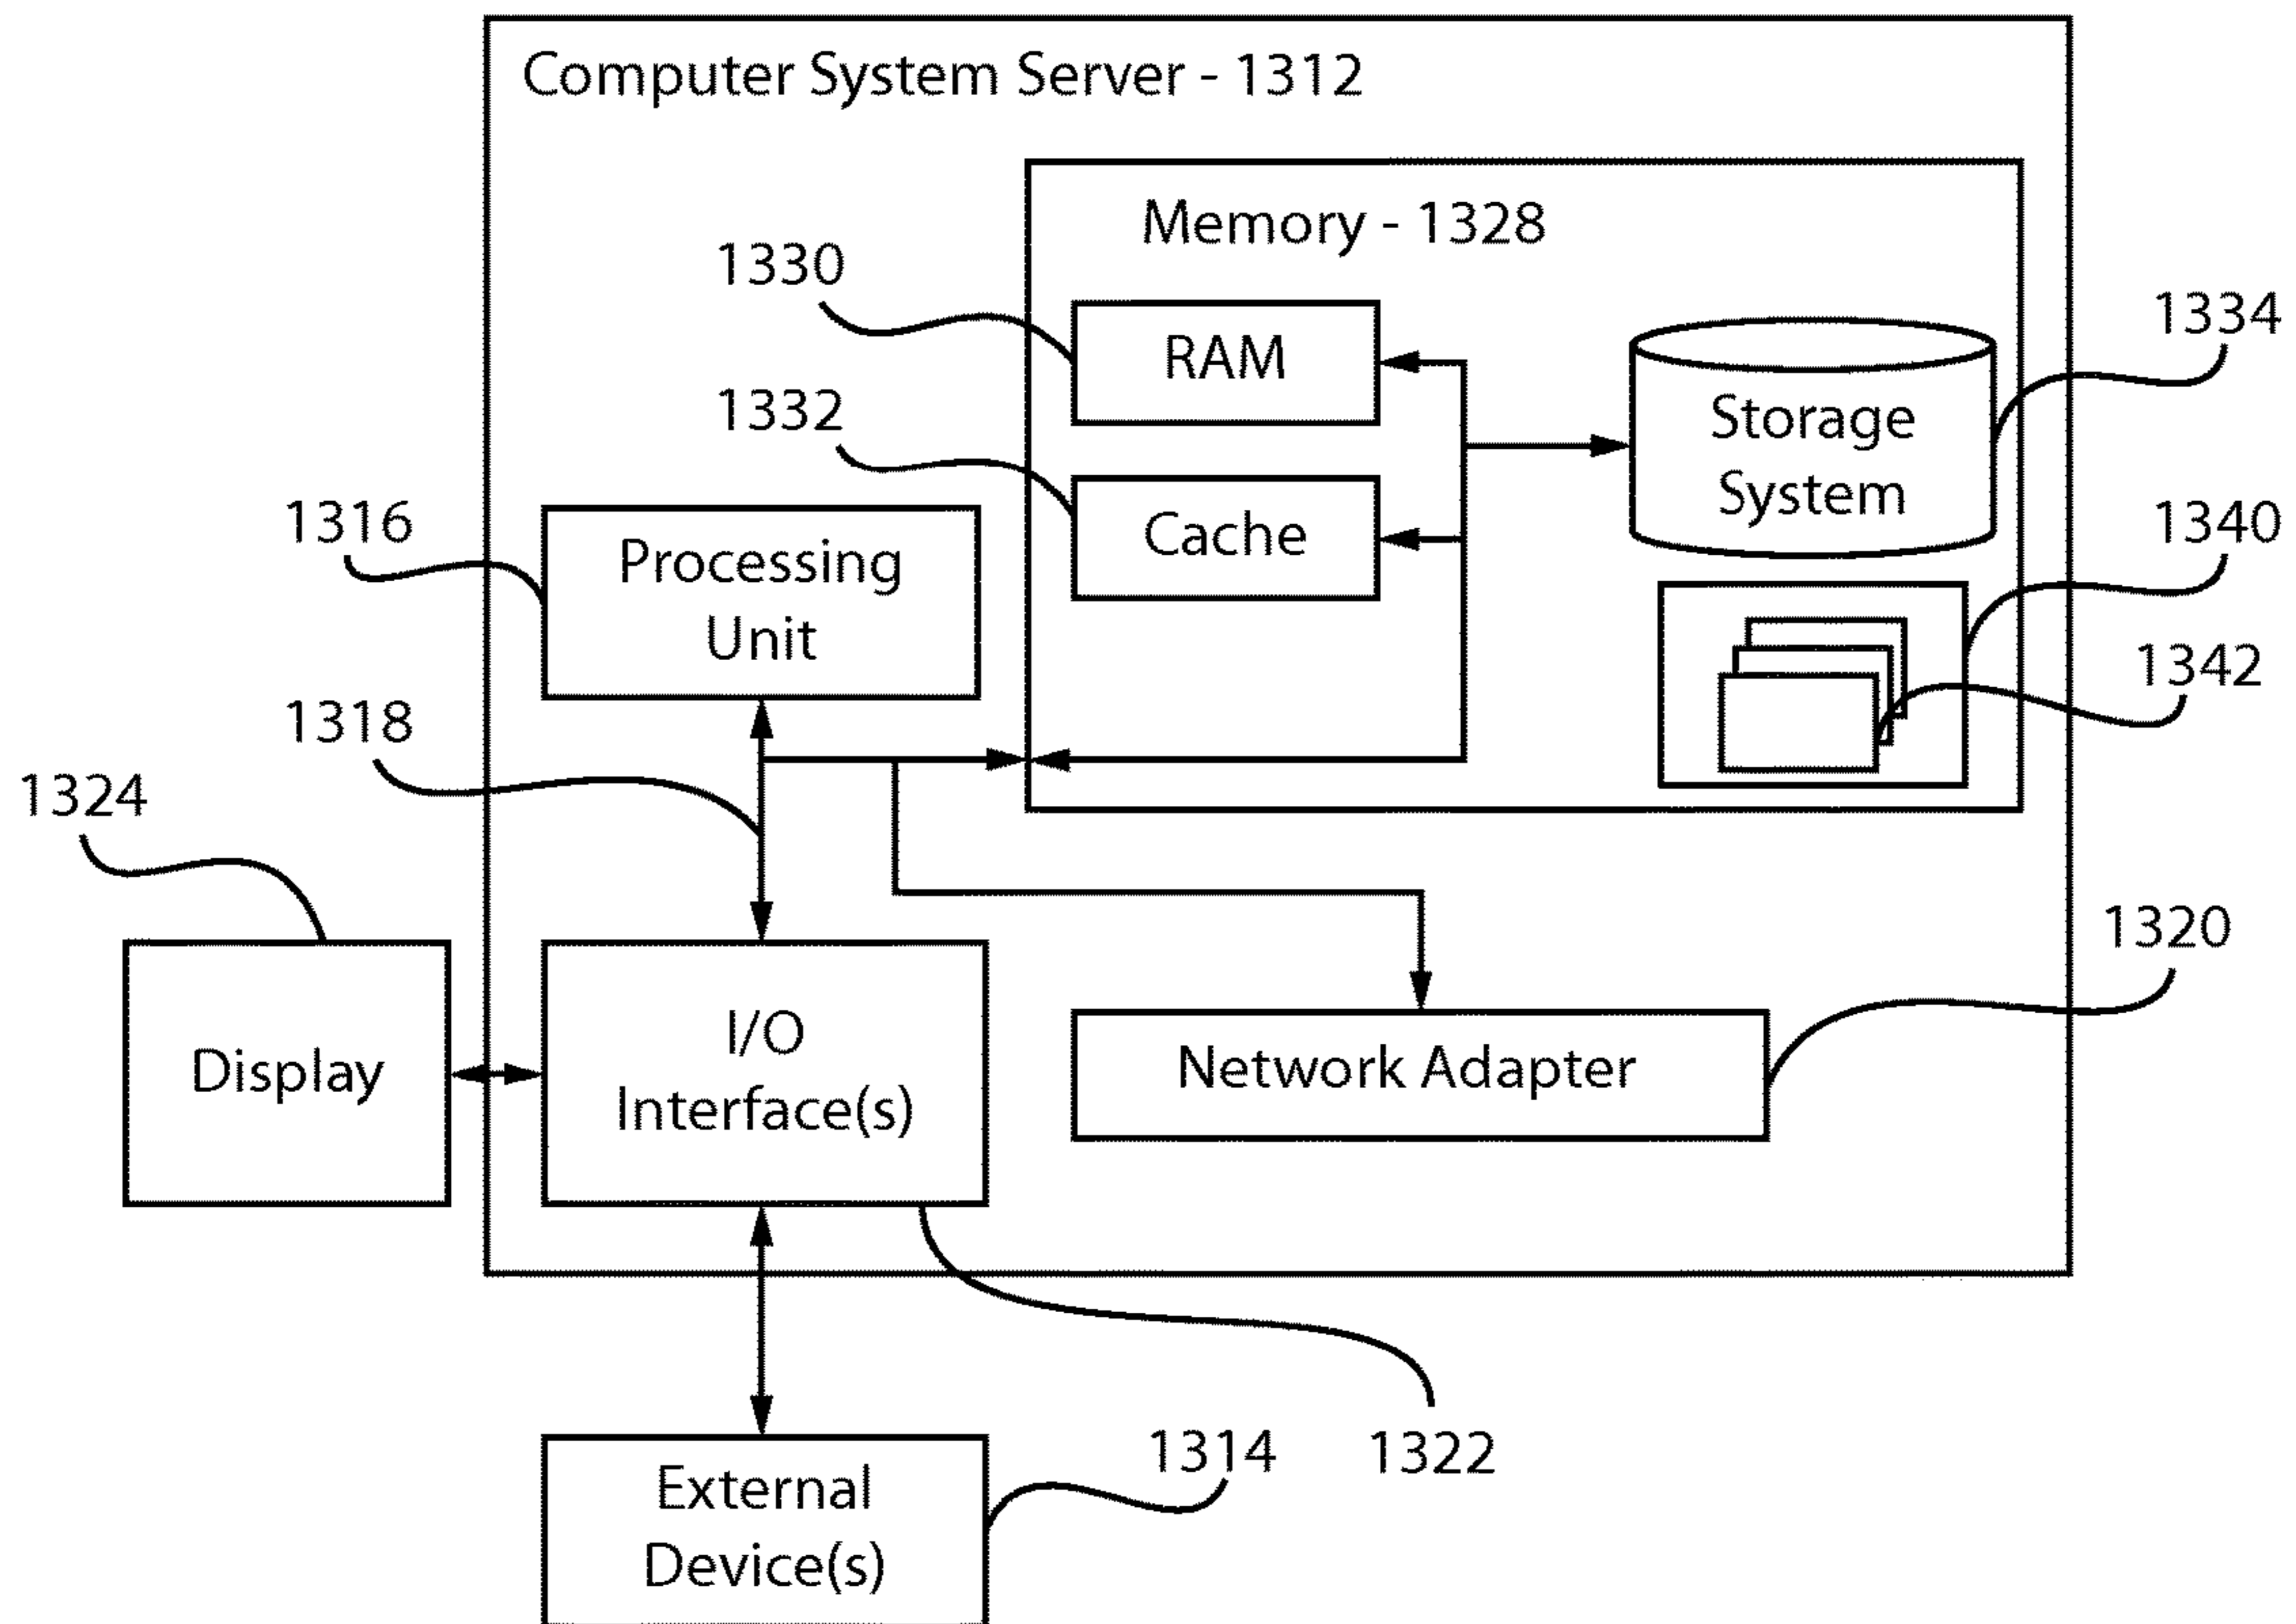 Computer System Server - 1312
Memory - 1328
1330
RAM
1334
1332
Storage
System
Cache
1316
Processing
Unit
1340
1342
1318
1324
1320
Display
I/O
Interface(s)
Network Adapter
1314
1322
External
Device(s)